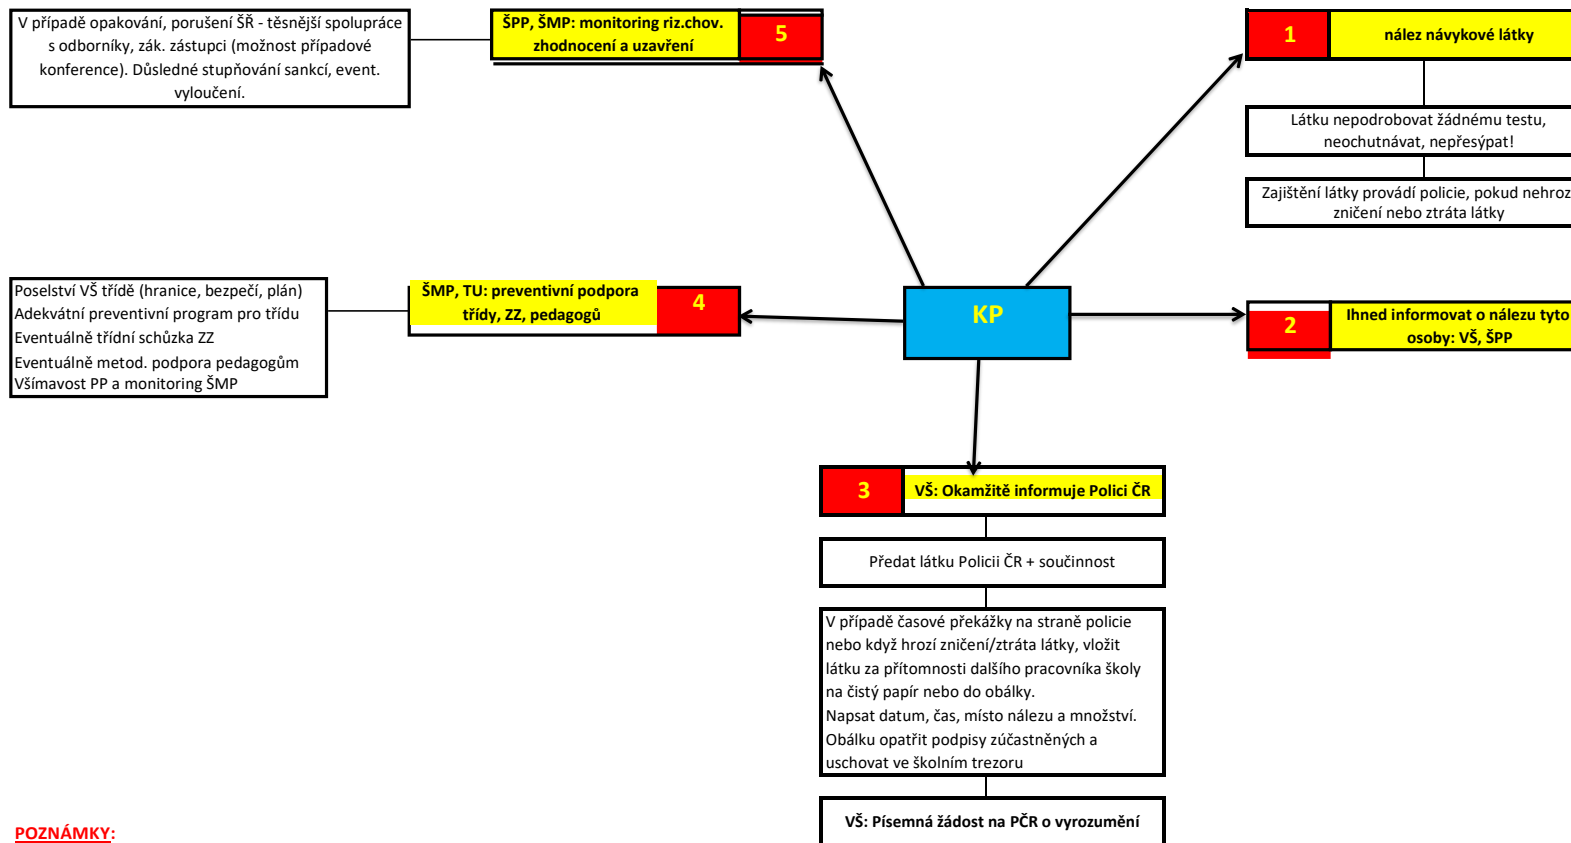 V případě opakování, porušení ŠŘ - těsnější spolupráce
s odborníky, zák. zástupci (možnost případové
konference). Důsledné stupňování sankcí, event.
vyloučení.
ŠPP, ŠMP: monitoring riz.chov.
zhodnocení a uzavření
5
1
nález návykové látky
Látku nepodrobovat žádnému testu,
neochutnávat, nepřesýpat!
Zajištění látky provádí policie, pokud nehroz
zničení nebo ztráta látky
Poselství VŠ třídě (hranice, bezpečí, plán)
Adekvátní preventivní program pro třídu
Eventuálně třídní schůzka ZZ
Eventuálně metod. podpora pedagogům
Všímavost PP a monitoring ŠMP
ŠMP, TU: preventivní podpora
třídy, ZZ, pedagogů
4
KP
2
Ihned informovat o nálezu tyto
osoby: VŠ, ŠPP
3
VŠ: Okamžitě informuje Polici ČR
Předat látku Policii ČR + součinnost
V případě časové překážky na straně policie
nebo když hrozí zničení/ztráta látky, vložit
látku za přítomnosti dalšího pracovníka školy
na čistý papír nebo do obálky.
Napsat datum, čas, místo nálezu a množství.
Obálku opatřit podpisy zúčastněných a
uschovat ve školním trezoru
VŠ: Písemná žádost na PČR o vyrozumění
POZNÁMKY: